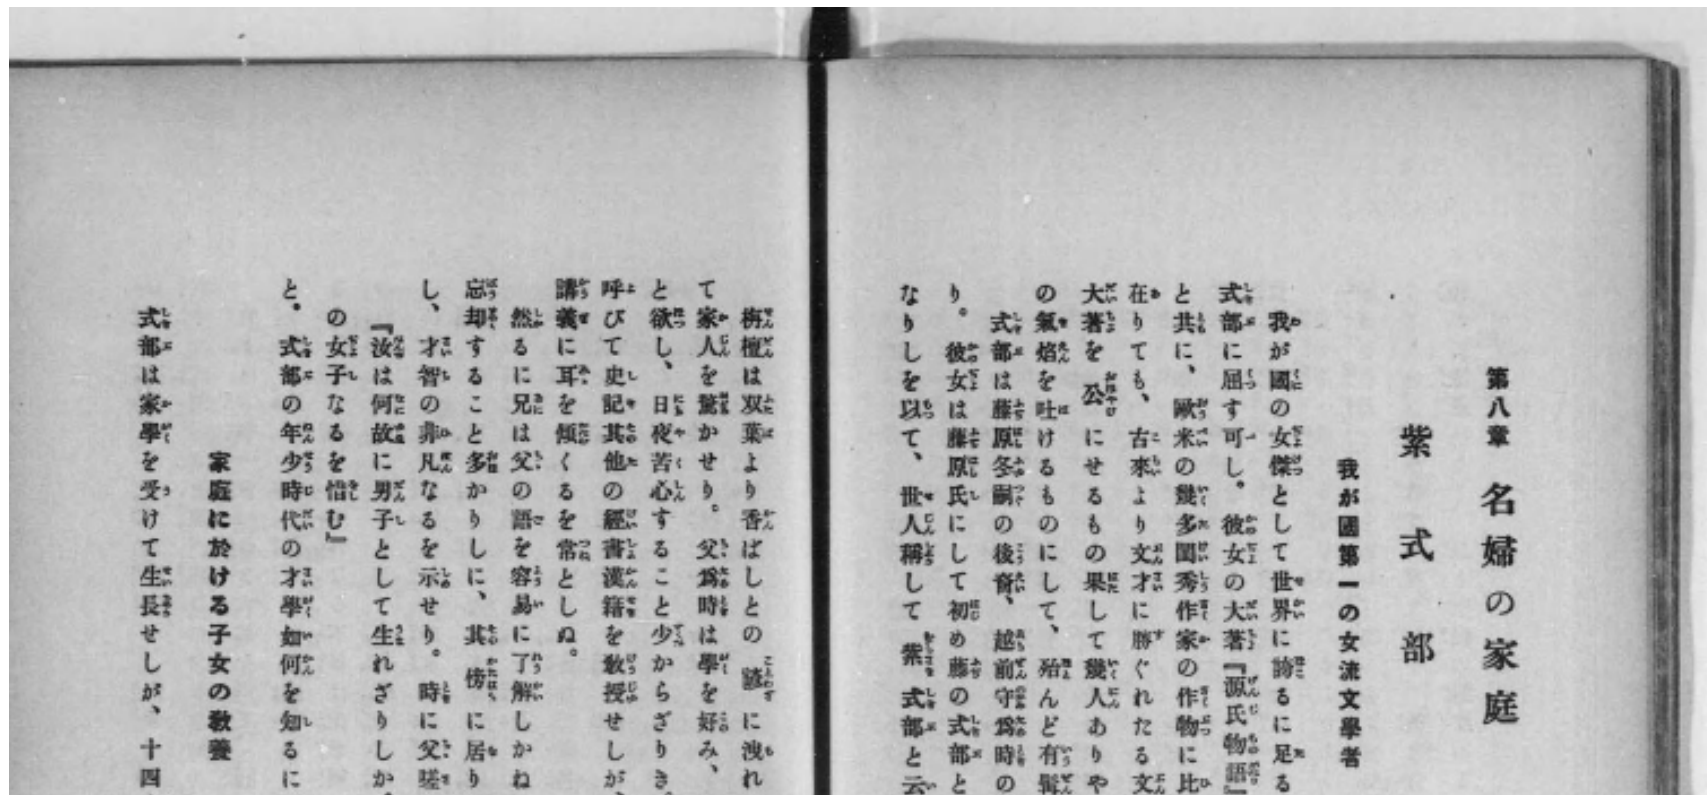 第八章 名婦の家庭
紫式部
我が國第一の女流文學者
我が國の女傑として世界に誇るに足る
式部に屈す可し。彼女の大著『源氏物語』
と共に、歐米の幾多閨秀作家の作物に比
在りても、古來より文才に勝ぐれたる文
大著を公にせるもの果して幾人ありや
の氣焰を吐けるものにして、殆んど有髯
式部は藤原冬嗣の後裔、越前守爲時の
り。彼女は藤原氏にして初め藤の式部と
なりしを以て、世人稱して紫式部と云
栴檀は双葉より香ばしとの諺に洩れ
て家人を驚かせり。父爲時は學を好み、
と欲し、日夜苦心すること少からざりき。
呼びて史記其他の經書漢籍を敎授せしが、
講義に耳を傾くるを常としぬ。
然るに兄は父の語を容易に了解しかね
忘却すること多かりしに、其傍に居り
し、才智の非凡なるを示せり。時に父嗟
『汝は何故に男子として生れざりしか、
の女子なるを惜む』
と。式部の年少時代の才學如何を知るに
家庭に於ける子女の敎養
式部は家學を受けて生長せしが、十四